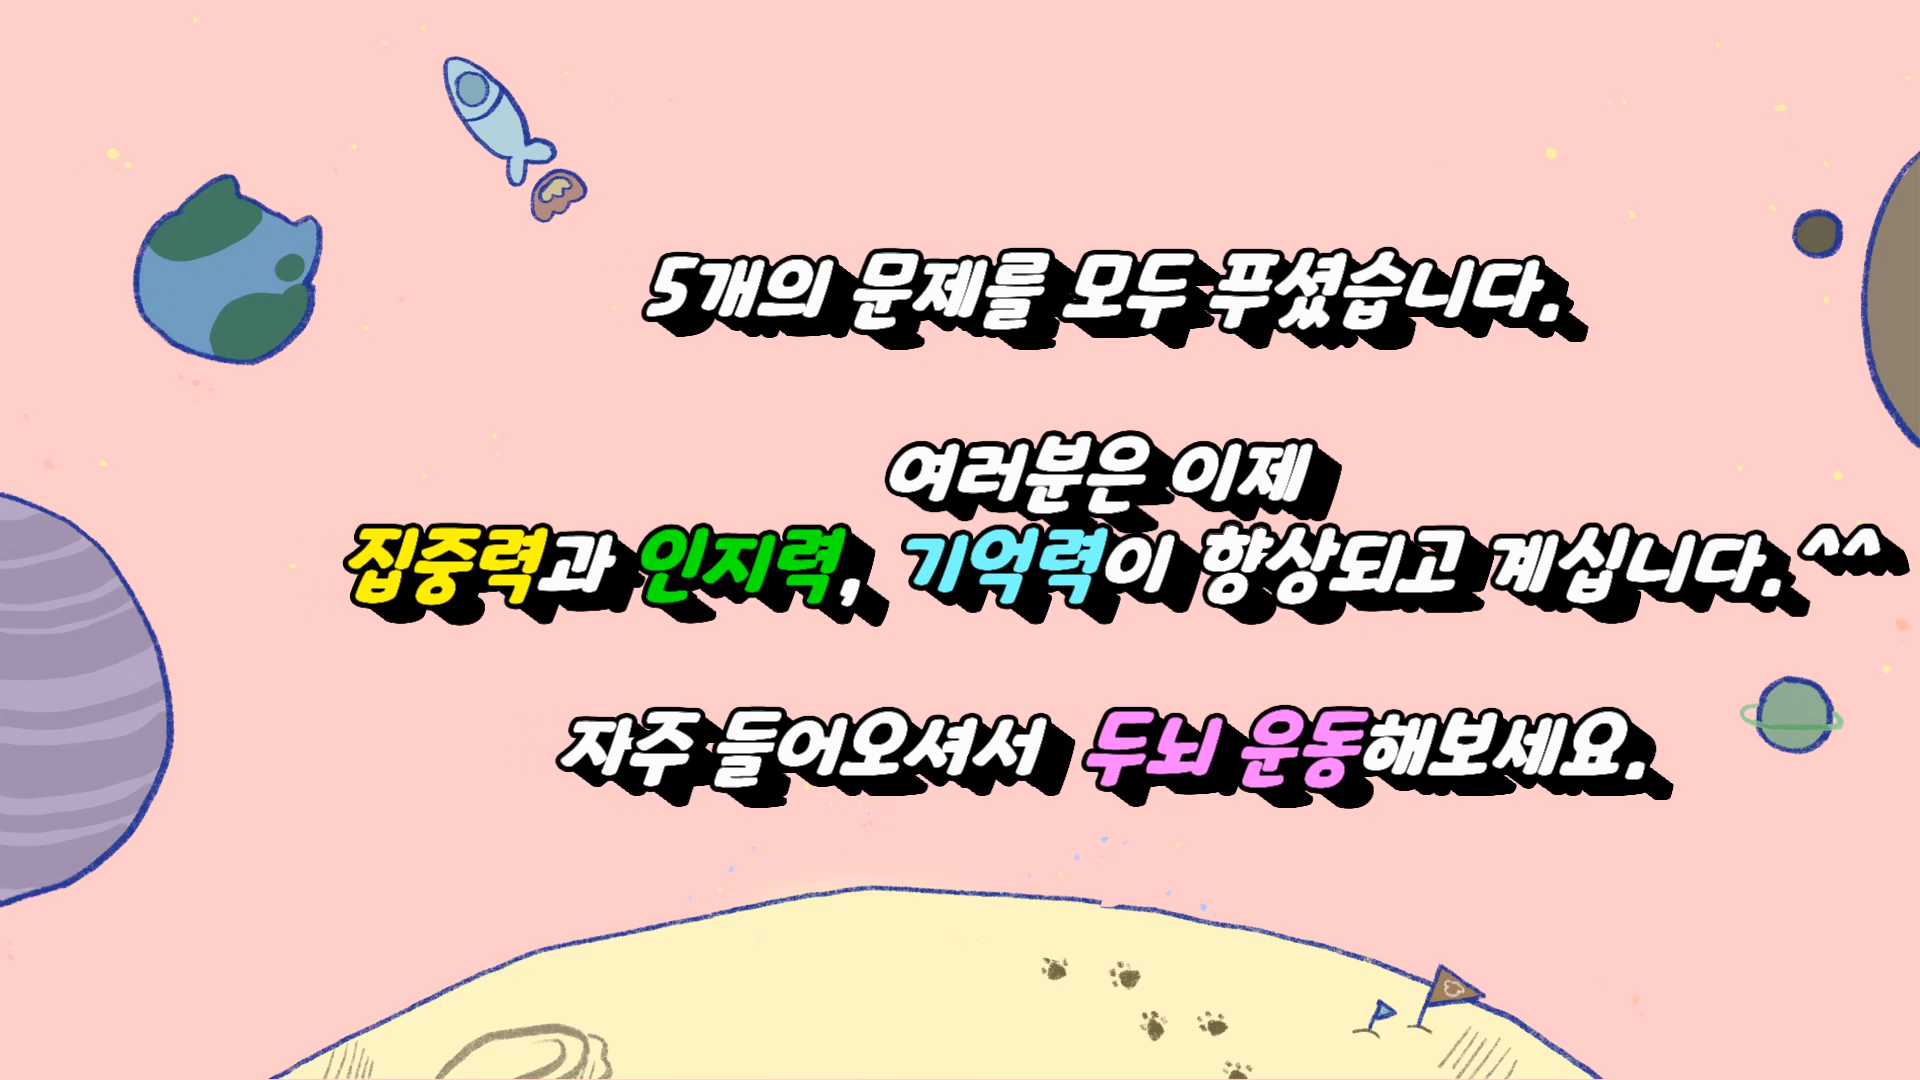 5개의 문제를 모두 푸셨습니다.
여러분은 이제
집중력과 인지력, 기억력이 향상되고 계십니다.^^
자주 들어오셔서 두뇌 운동해보세요.